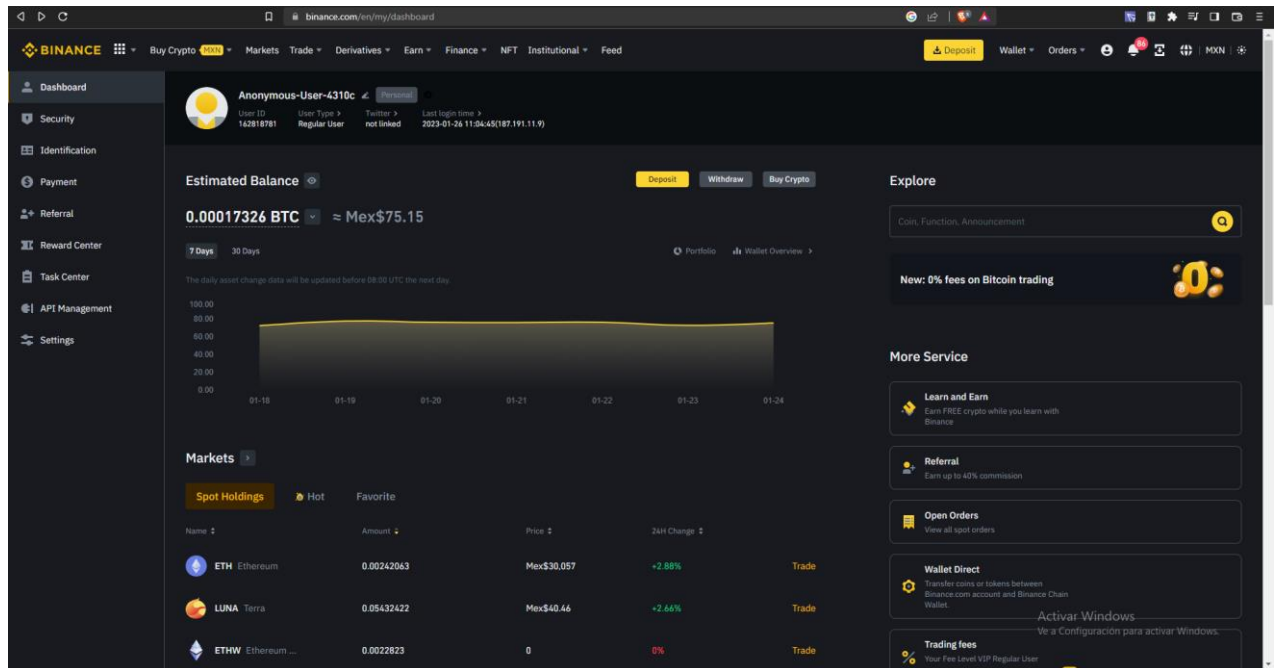 binance.com/en/my/dashboard
BINANCE Buy Crypto MXN Markets Trade Derivatives Earn Finance NFT Institutional Feed Deposit Wallet Orders 86 MXN
Dashboard
Security
Identification
Payment
Referral
Reward Center
Task Center
API Management
Settings
Anonymous-User-4310c Personal
User ID User Type Twitter Last login time
162818781 Regular User not linked 2023-01-26 11:04:45(187.191.11.9)
Estimated Balance Deposit Withdraw Buy Crypto
0.00017326 BTC ≈ Mex$75.15
7 Days 30 Days Portfolio Wallet Overview
The daily asset change data will be updated before 08:00 UTC the next day.
100.00
80.00
60.00
40.00
20.00
0.00
01-18 01-19 01-20 01-21 01-22 01-23 01-24
Markets
Spot Holdings Hot Favorite
Name Amount Price 24H Change
ETH Ethereum 0.00242063 Mex$30,057 +2.88% Trade
LUNA Terra 0.05432422 Mex$40.46 +2.66% Trade
ETHW Ethereum ... 0.0022823 0 0% Trade
Explore
Coin, Function, Announcement
New: 0% fees on Bitcoin trading
0
More Service
Learn and Earn
Earn FREE crypto while you learn with
Binance
Referral
Earn up to 40% commission
Open Orders
View all spot orders
Wallet Direct
Transfer coins or tokens between
Binance.com account and Binance Chain
Wallet.
Trading fees
Your Fee Level VIP Regular User
Activar Windows
Ve a Configuración para activar Windows.